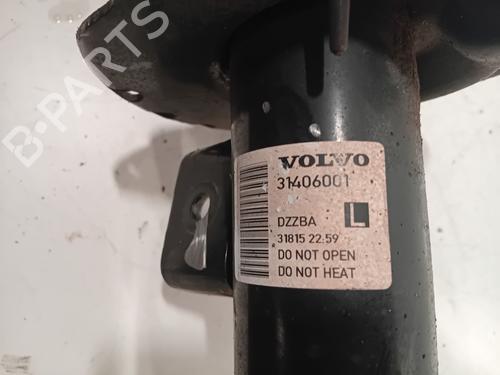 B-PARTS
VOLVO
31406001
DZZBA L
31815 22:59
DO NOT OPEN
DO NOT HEAT